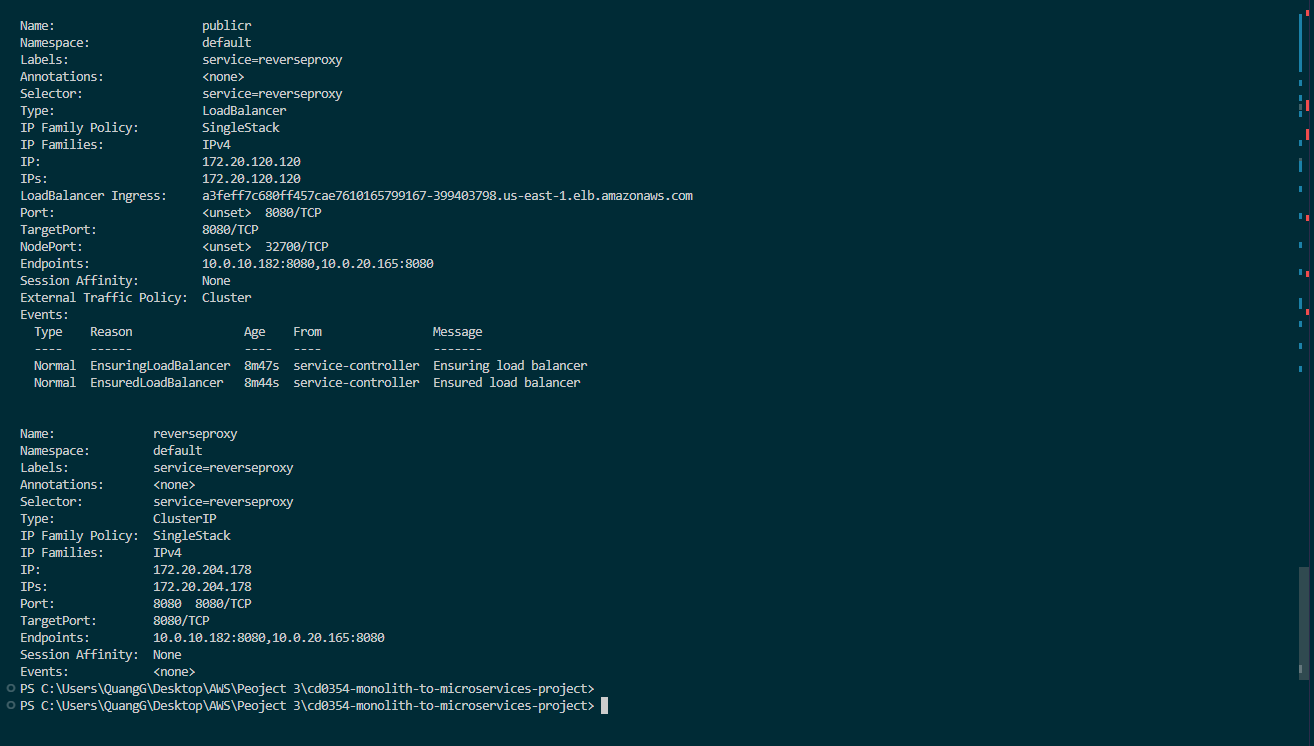 Name:                     publicr
Namespace:                default
Labels:                   service=reverseproxy
Annotations:              <none>
Selector:                 service=reverseproxy
Type:                     LoadBalancer
IP Family Policy:         SingleStack
IP Families:              IPv4
IP:                       172.20.120.120
IPs:                      172.20.120.120
LoadBalancer Ingress:     a3feff7c680ff457cae7610165799167-399403798.us-east-1.elb.amazonaws.com
Port:                     <unset>  8080/TCP
TargetPort:               8080/TCP
NodePort:                 <unset>  32700/TCP
Endpoints:                10.0.10.182:8080,10.0.20.165:8080
Session Affinity:         None
External Traffic Policy:  Cluster
Events:
  Type    Reason                Age    From                Message
  ----    ------                ----   ----                -------
  Normal  EnsuringLoadBalancer  8m47s  service-controller  Ensuring load balancer
  Normal  EnsuredLoadBalancer   8m44s  service-controller  Ensured load balancer
Name:              reverseproxy
Namespace:         default
Labels:            service=reverseproxy
Annotations:       <none>
Selector:          service=reverseproxy
Type:              ClusterIP
IP Family Policy:  SingleStack
IP Families:       IPv4
IP:                172.20.204.178
IPs:               172.20.204.178
Port:              8080  8080/TCP
TargetPort:        8080/TCP
Endpoints:         10.0.10.182:8080,10.0.20.165:8080
Session Affinity:  None
Events:            <none>
PS C:\Users\QuangG\Desktop\AWS\Peoject 3\cd0354-monolith-to-microservices-project>
PS C:\Users\QuangG\Desktop\AWS\Peoject 3\cd0354-monolith-to-microservices-project>